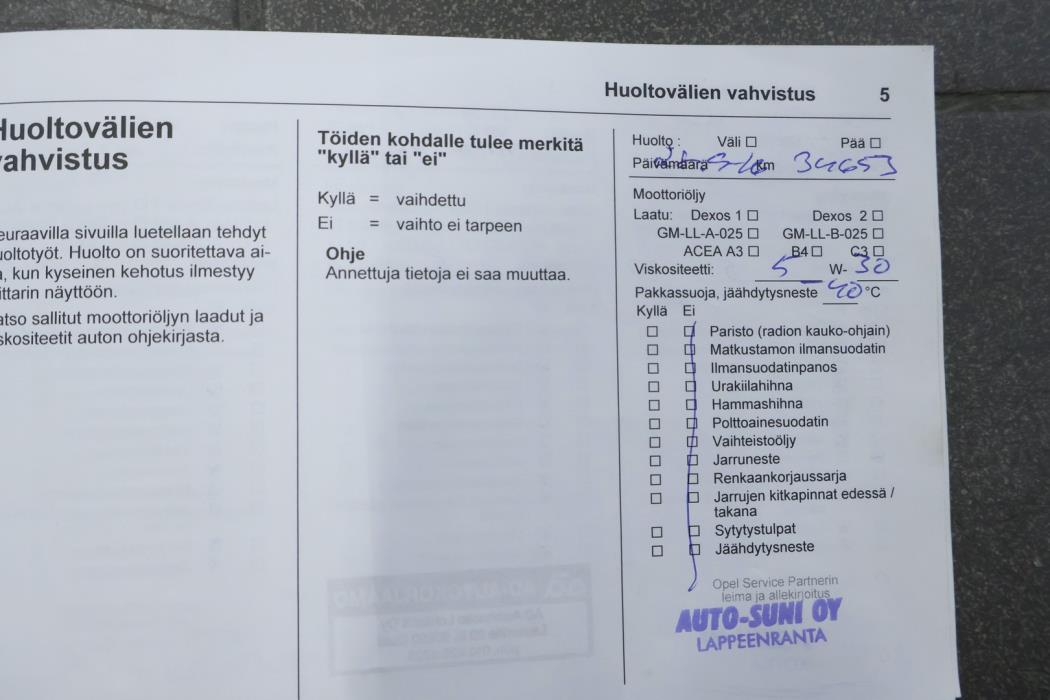 Huoltovälien vahvistus 5
Huoltovälien
vahvistus
euraavilla sivuilla luetellaan tehdyt
uoltotyöt. Huolto on suoritettava ai-
a, kun kyseinen kehotus ilmestyy
ittarin näyttöön.
atso sallitut moottoriöljyn laadut ja
skositeetit auton ohjekirjasta.
Töiden kohdalle tulee merkitä
"kyllä" tai "ei"
Kyllä = vaihdettu
Ei = vaihto ei tarpeen
Ohje
Annettuja tietoja ei saa muuttaa.
Huolto : Väli ☐ Pää ☐
Päivämäärä Km 34653
Moottoriöljy
Laatu: Dexos 1 ☐ Dexos 2 ☐
GM-LL-A-025 ☐ GM-LL-B-025 ☐
ACEA A3 ☐ B4 ☐ C3 ☐
Viskositeetti: 5 W- 30
Pakkassuoja, jäähdytysneste 40 °C
Kyllä Ei
☐ ☐ Paristo (radion kauko-ohjain)
☐ ☐ Matkustamon ilmansuodatin
☐ ☐ Ilmansuodatinpanos
☐ ☐ Urakiilahihna
☐ ☐ Hammashihna
☐ ☐ Polttoainesuodatin
☐ ☐ Vaihteistoöljy
☐ ☐ Jarruneste
☐ ☐ Renkaankorjaussarja
☐ ☐ Jarrujen kitkapinnat edessä /
takana
☐ ☐ Sytytystulpat
☐ ☐ Jäähdytysneste
Opel Service Partnerin
leima ja allekirjoitus
AUTO-SUNI OY
LAPPEENRANTA